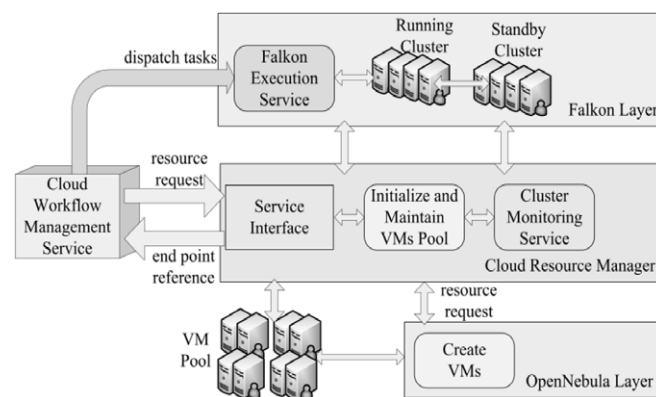 Running
Cluster
Standby
Cluster
dispatch tasks
Falkon
Execution
Service
Falkon Layer
resource
request
Cloud
Workflow
Management
Service
Service
Interface
Initialize and
Maintain
VMs Pool
Cluster
Monitoring
Service
end point
reference
Cloud Resource Manager
resource
request
VM
Pool
Create
VMs
OpenNebula Layer